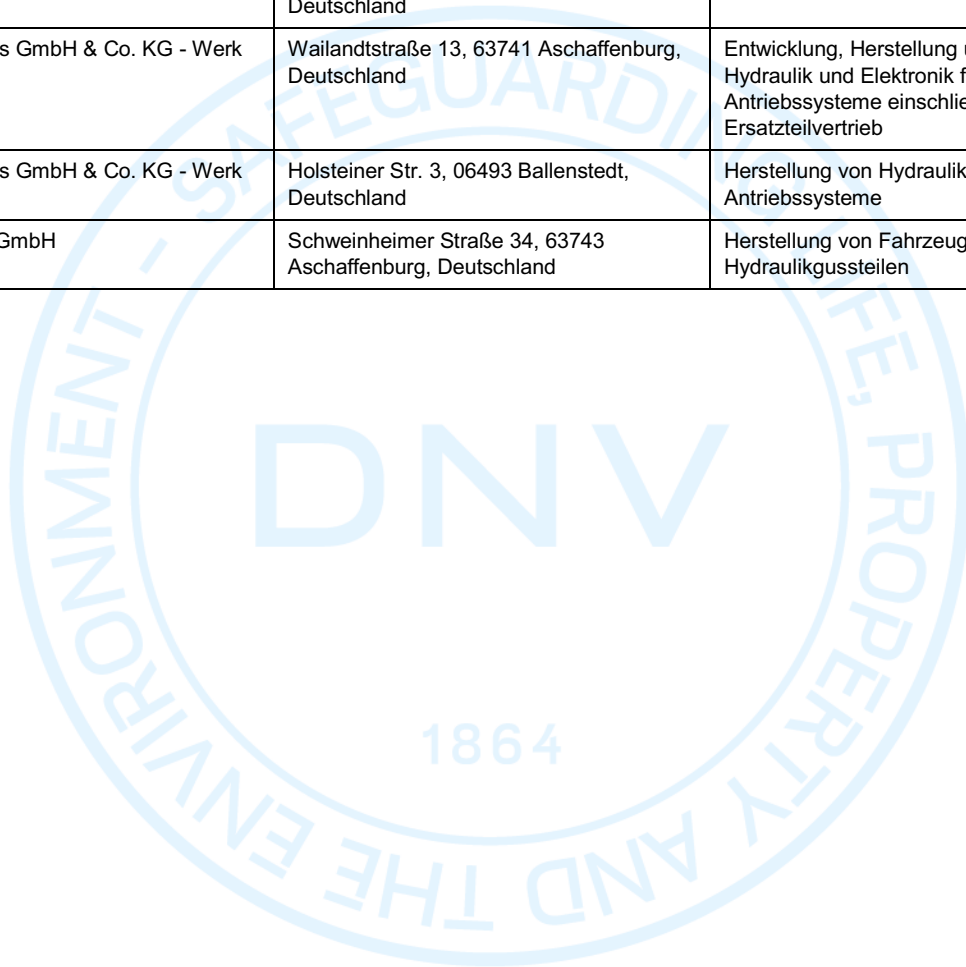 Deutschland
s GmbH & Co. KG - Werk
Wailandtstraße 13, 63741 Aschaffenburg,
Deutschland
Entwicklung, Herstellung
Hydraulik und Elektronik
Antriebssysteme
Ersatzteilvertrieb
s GmbH & Co. KG - Werk
Holsteiner Str. 3, 06493 Ballenstedt,
Deutschland
Herstellung von Hydraulik
Antriebssysteme
GmbH
Schweinheimer Straße 34, 63743
Aschaffenburg, Deutschland
Herstellung von Fahrzeug
Hydraulikgussteilen
SAFEGUARDING LIFE, PROPERTY AND THE ENVIRONMENT -
DNV
1864